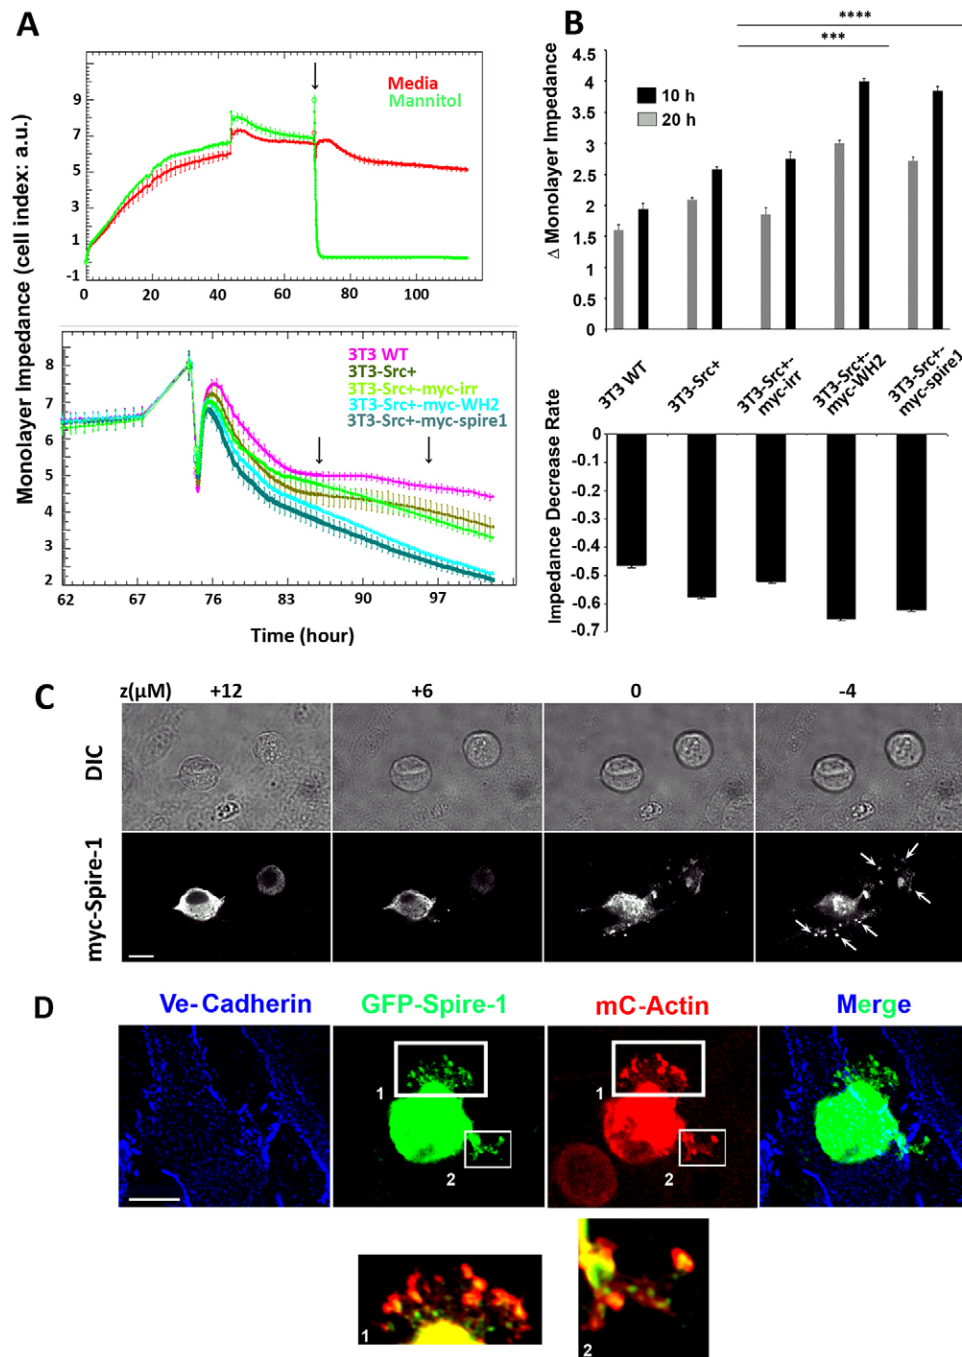 A
B
Monolayer Impedance (cell index: a.u.)
Media
Mannitol
9
7
5
1
-1
0
20
40
60
80
100
3T3 WT
3T3-Src+
3T3-Src+-myc-irr
3T3-Src+-myc-WH2
3T3-Src+-myc-spire1
8
7
6
5
4
3
2
62
67
76
83
89
97
Time (hour)
****
***
Δ Monolayer Impedance
10 h
20 h
4.5
4
3.5
3
2.5
2
1.5
1
0.5
0
3T3 WT
3T3-Src+
3T3-Src+-
myc-irr
3T3-Src+-
myc-WH2
3T3-Src+-
myc-spire1
Impedance Decrease Rate
0
-0.1
-0.2
-0.3
-0.4
-0.5
-0.6
-0.7
C
z(μM) +12 +6 0 -4
DIC
myc-Spire-1
D
Ve-Cadherin GFP-Spire-1 mC-Actin Merge
1
2
1
2
1
2